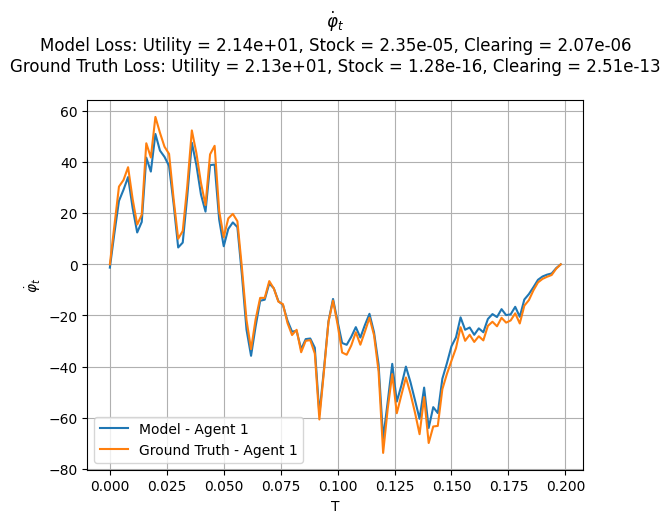 φ̇ₜ
Model Loss: Utility = 2.14e+01, Stock = 2.35e-05, Clearing = 2.07e-06
Ground Truth Loss: Utility = 2.13e+01, Stock = 1.28e-16, Clearing = 2.51e-13
60
40
20
0
−20
−40
−60
−80
φ̇ₜ
Model - Agent 1
Ground Truth - Agent 1
0.000 0.025 0.050 0.075 0.100 0.125 0.150 0.175 0.200
T